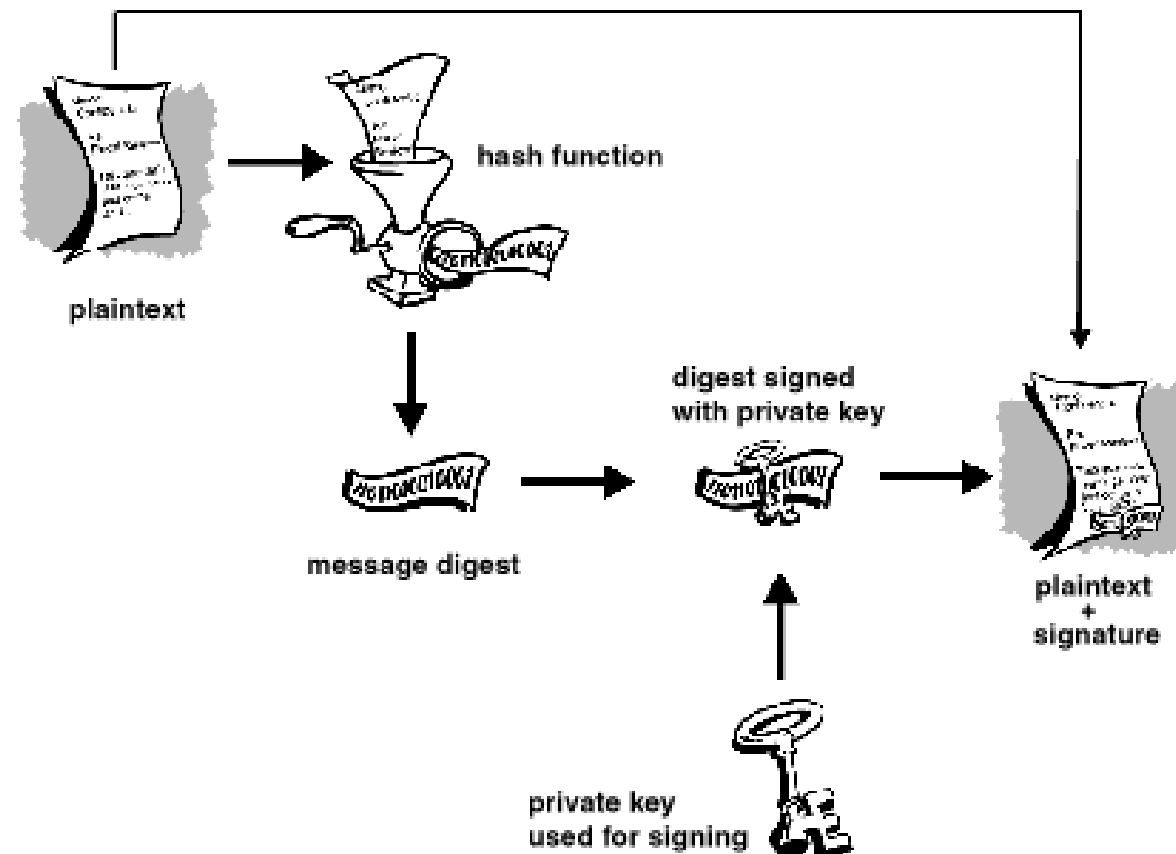 hash function
plaintext
digest signed
with private key
message digest
plaintext
+
signature
private key
used for signing